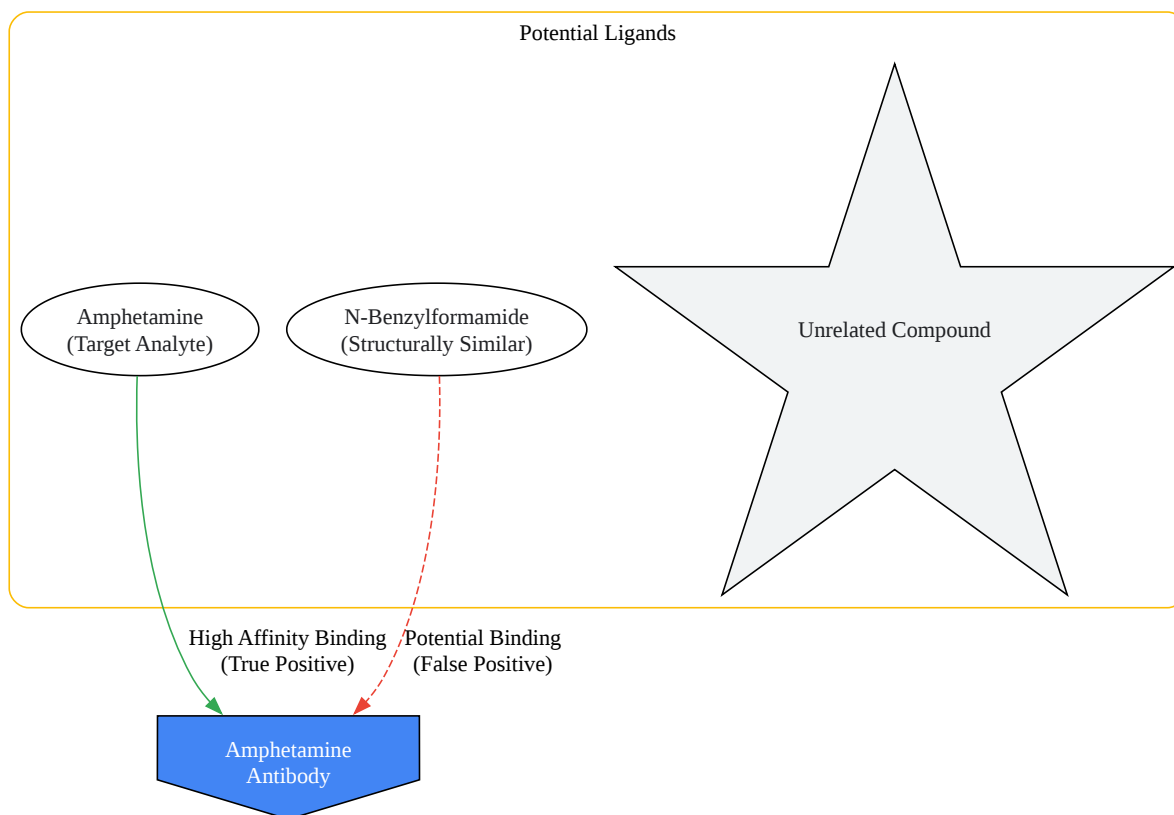 Potential Ligands
Amphetamine
(Target Analyte)
N-Benzylformamide
(Structurally Similar)
Unrelated Compound
High Affinity Binding
(True Positive)
Potential Binding
(False Positive)
Amphetamine
Antibody